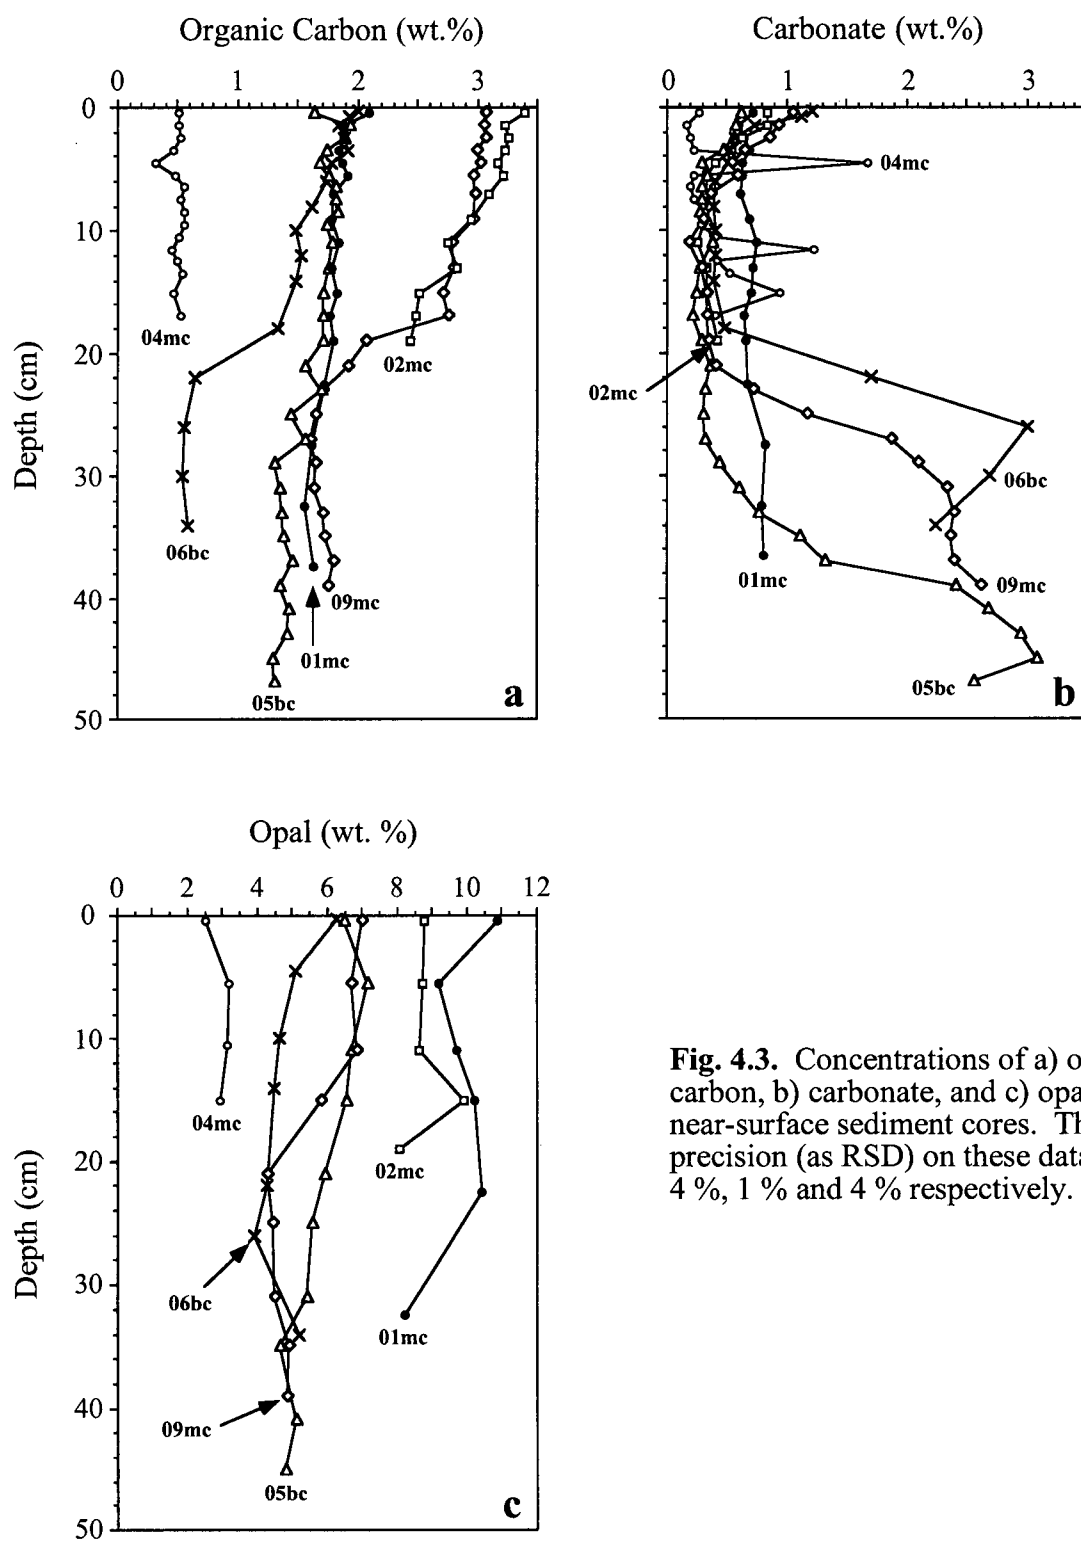 Organic Carbon (wt.%)
0 1 2 3
0
10
20
30
40
50
Depth (cm)
04mc
02mc
06bc
09mc
01mc
05bc
a
Carbonate (wt.%)
0 1 2 3
04mc
02mc
06bc
01mc
09mc
05bc
b
Opal (wt. %)
0 2 4 6 8 10 12
0
10
20
30
40
50
Depth (cm)
04mc
02mc
06bc
01mc
09mc
05bc
c
Fig. 4.3. Concentrations of a) o
carbon, b) carbonate, and c) opa
near-surface sediment cores. Th
precision (as RSD) on these data
4 %, 1 % and 4 % respectively.